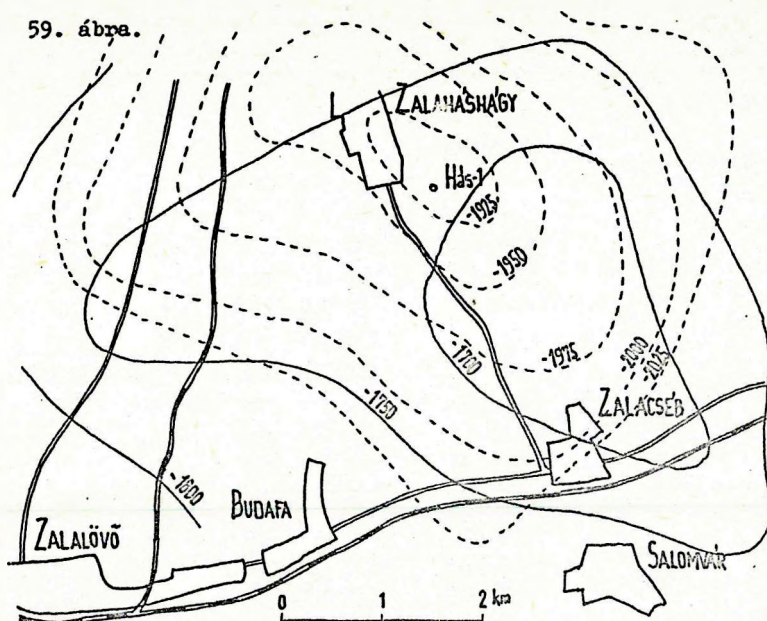 59. ábra.
ZALAHÁSHÁGY
Hás-1
-1925
-1950
-1975
-1700
-2000
-2025
-1750
ZALACSÉB
-1600
BUDAFA
ZALALÖVŐ
SALOMVÁR
0 1 2 km